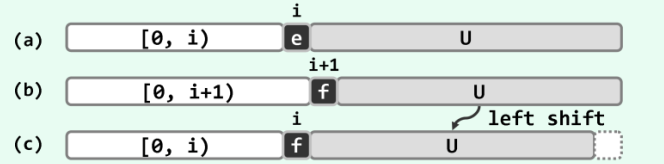 i
(a) [0, i) e U
i+1
(b) [0, i+1) f U
i left shift
(c) [0, i) f U